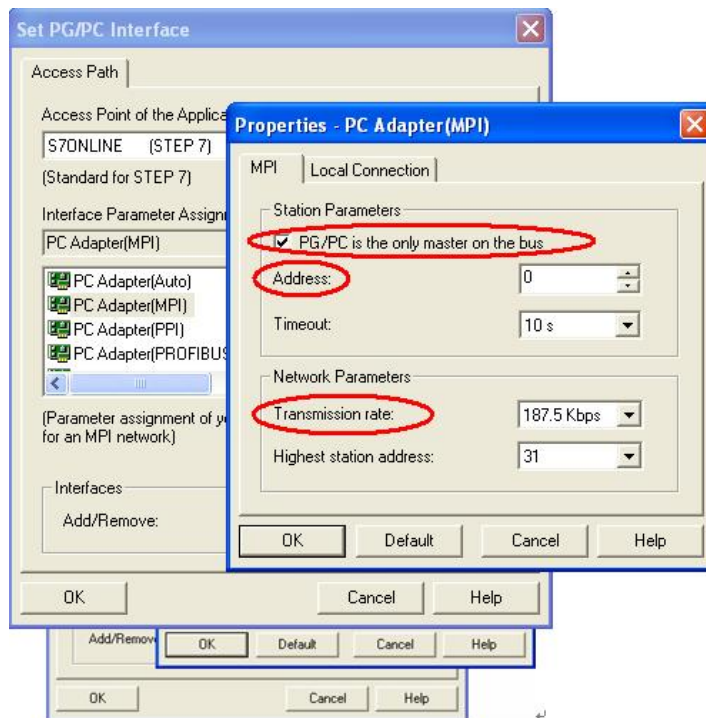 Set PG/PC Interface
Access Path
Access Point of the Applica
S7ONLINE (STEP 7)
(Standard for STEP 7)
Interface Parameter Assign
PC Adapter(MPI)
PC Adapter(Auto)
PC Adapter(MPI)
PC Adapter(PPI)
PC Adapter(PROFIBUS
(Parameter assignment of y
for an MPI network)
Interfaces
Add/Remove:
OK Cancel Help
Properties - PC Adapter(MPI)
MPI Local Connection
Station Parameters
PG/PC is the only master on the bus
Address: 0
Timeout: 10 s
Network Parameters
Transmission rate: 187.5 Kbps
Highest station address: 31
OK Default Cancel Help
Add/Remov
OK Default Cancel Help
OK Cancel Help